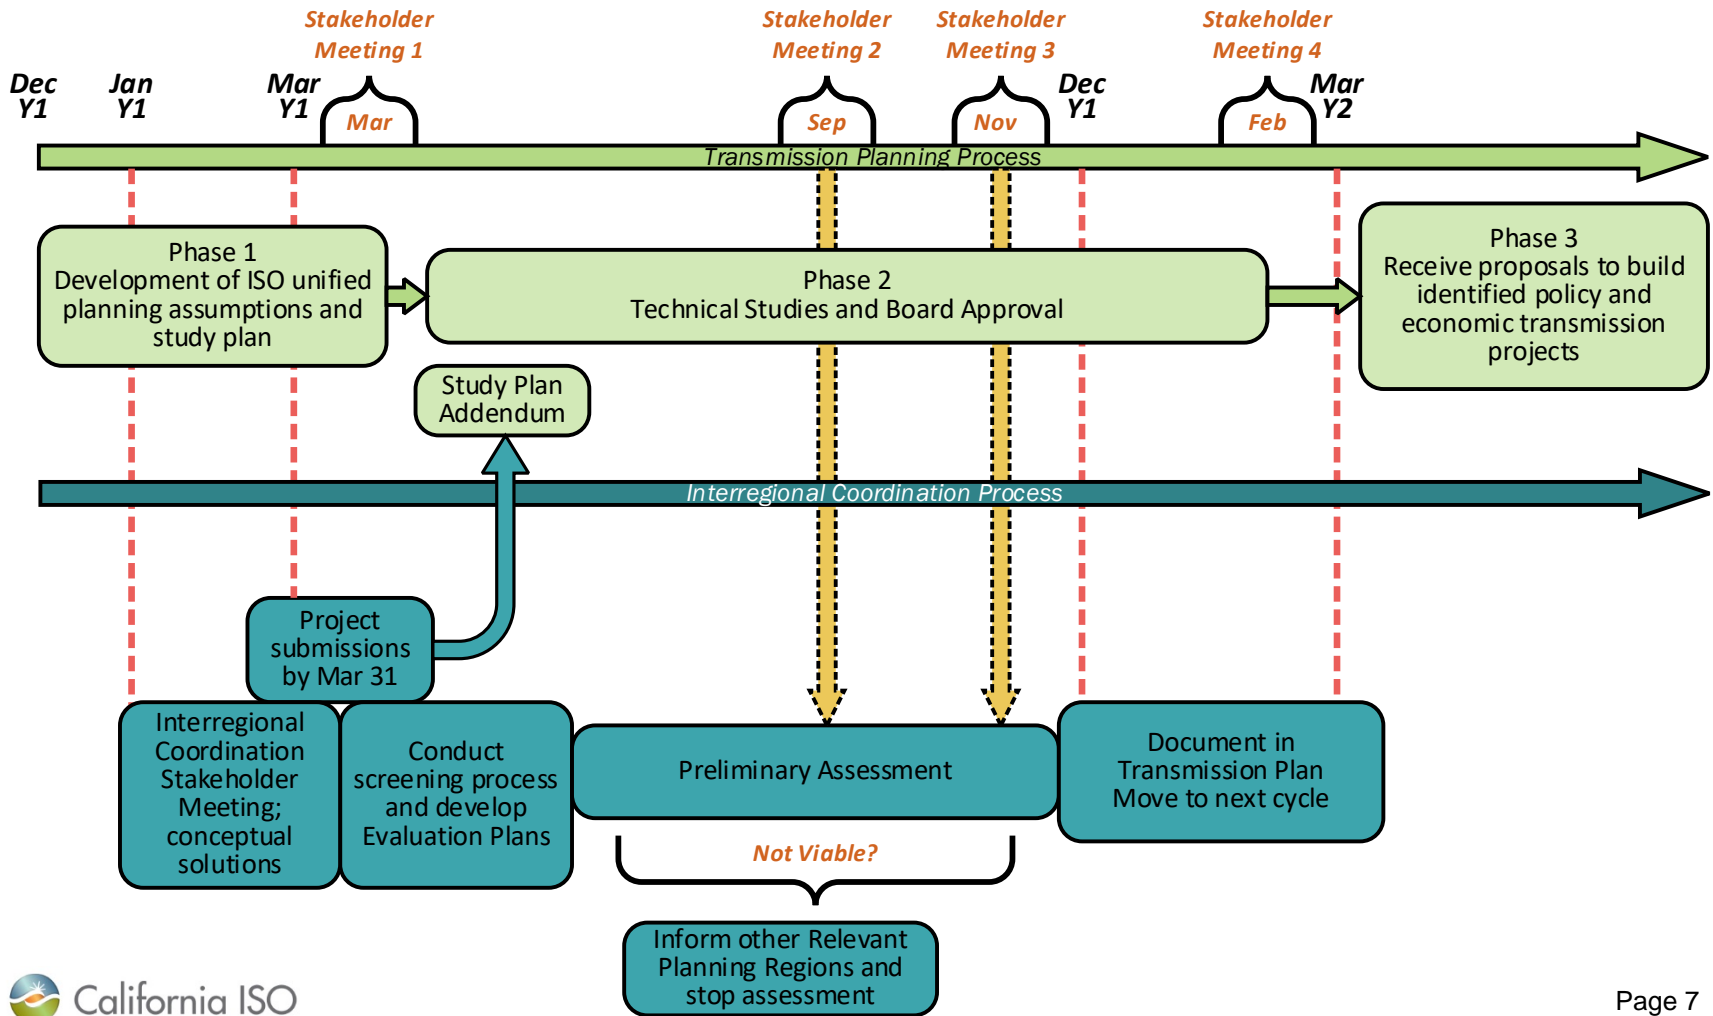 Stakeholder
Meeting 1
Stakeholder
Meeting 2
Stakeholder
Meeting 3
Stakeholder
Meeting 4
Dec
Y1
Jan
Y1
Mar
Y1
Mar
Sep
Nov
Dec
Y1
Feb
Mar
Y2
Transmission Planning Process
Phase 1
Development of ISO unified
planning assumptions and
study plan
Phase 2
Technical Studies and Board Approval
Phase 3
Receive proposals to build
identified policy and
economic transmission
projects
Study Plan
Addendum
Interregional Coordination Process
Project
submissions
by Mar 31
Interregional
Coordination
Stakeholder
Meeting;
conceptual
solutions
Conduct
screening process
and develop
Evaluation Plans
Preliminary Assessment
Document in
Transmission Plan
Move to next cycle
Not Viable?
Inform other Relevant
Planning Regions and
stop assessment
California ISO
Page 7